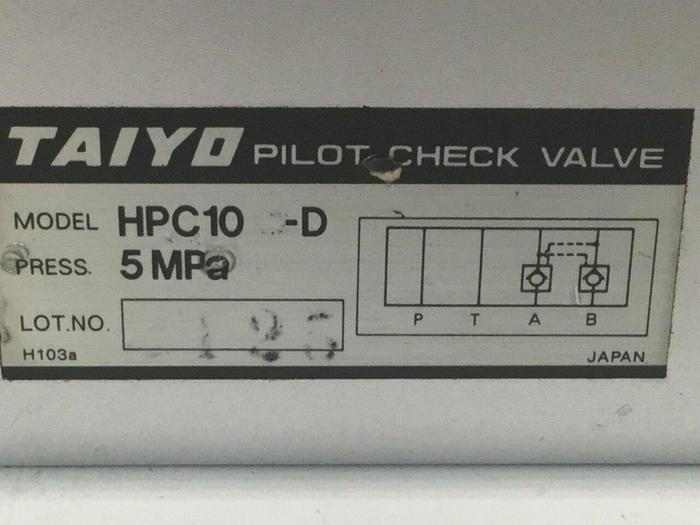 TAIYO PILOT CHECK VALVE
MODEL HPC10 -D
PRESS. 5 MPa
LOT.NO.
P T A B
H103a
JAPAN